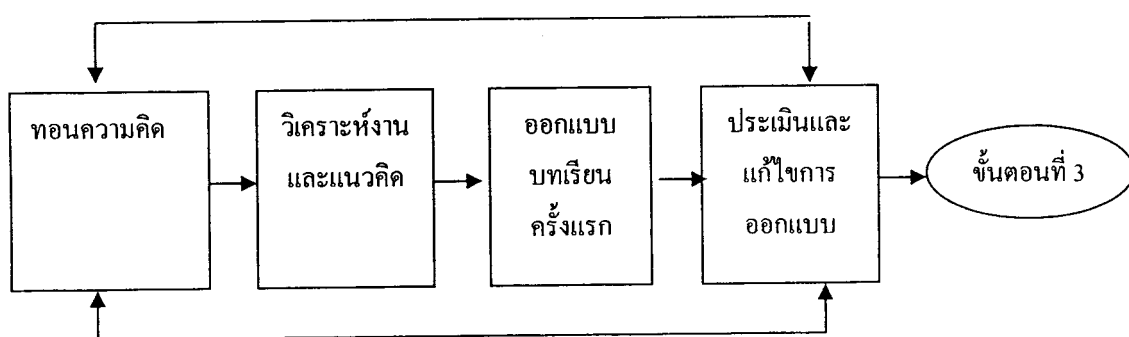 ทอนความคิด
วิเคราะห์งาน
และแนวคิด
ออกแบบ
บทเรียน
ครั้งแรก
ประเมินและ
แก้ไขการ
ออกแบบ
ขั้นตอนที่ 3